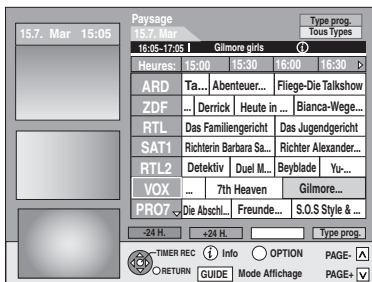 15.7. Mar 15:05
Paysage Type prog.
15.7. Mar Tous Types
16:05-17:05 Gilmore girls
Heures: 15:00 15:30 16:00 16:30
ARD Ta... Abenteuer... Fliege-Die Talkshow
ZDF ... Derrick Heute in ... Bianca-Wege...
RTL Das Familiengericht Das Jugendgericht
SAT1 Richterin Barbara Sa... Richter Alexander...
RTL2 Detektiv Duel M... Beyblade Yu-...
VOX ... 7th Heaven Gilmore...
PRO7 Die Abschl... Freunde... S.O.S Style & ...
-24 H. +24 H. Type prog.
TIMER REC i Info OPTION PAGE-
RETURN GUIDE Mode Affichage PAGE+